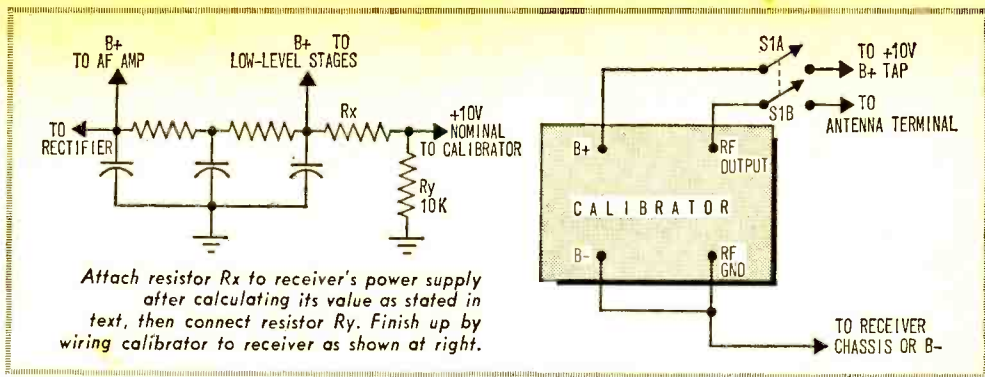 B+
TO AF AMP
B+ TO
LOW-LEVEL STAGES
TO
RECTIFIER
Rx
+10V
NOMINAL
TO CALIBRATOR
Ry
10K
Attach resistor Rx to receiver's power supply
after calculating its value as stated in
text, then connect resistor Ry. Finish up by
wiring calibrator to receiver as shown at right.
S1A
TO +10V
B+ TAP
S1B
TO
ANTENNA TERMINAL
B+
RF
OUTPUT
CALIBRATOR
B-
RF
GND
TO RECEIVER
CHASSIS OR B-